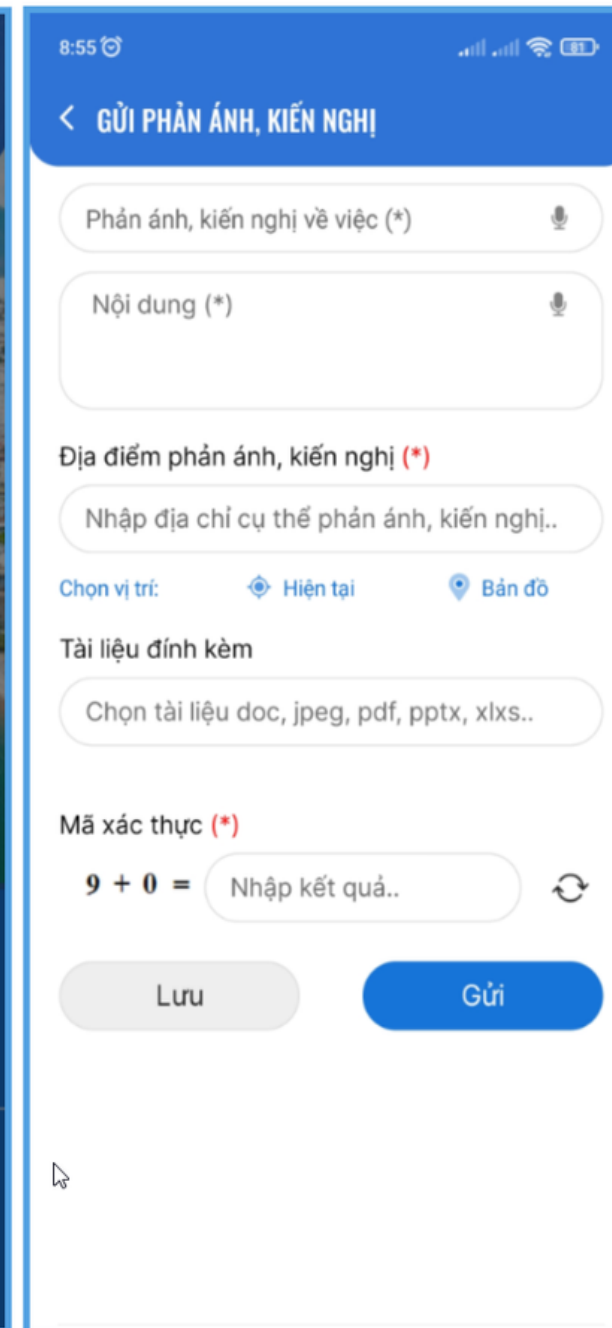 8:55
81
GỬI PHẢN ÁNH, KIẾN NGHỊ
Phản ánh, kiến nghị về việc (*)
Nội dung (*)
Địa điểm phản ánh, kiến nghị (*)
Nhập địa chỉ cụ thể phản ánh, kiến nghị..
Chọn vị trí: Hiện tại Bản đồ
Tài liệu đính kèm
Chọn tài liệu doc, jpeg, pdf, pptx, xlxs..
Mã xác thực (*)
9 + 0 = Nhập kết quả..
Lưu Gửi